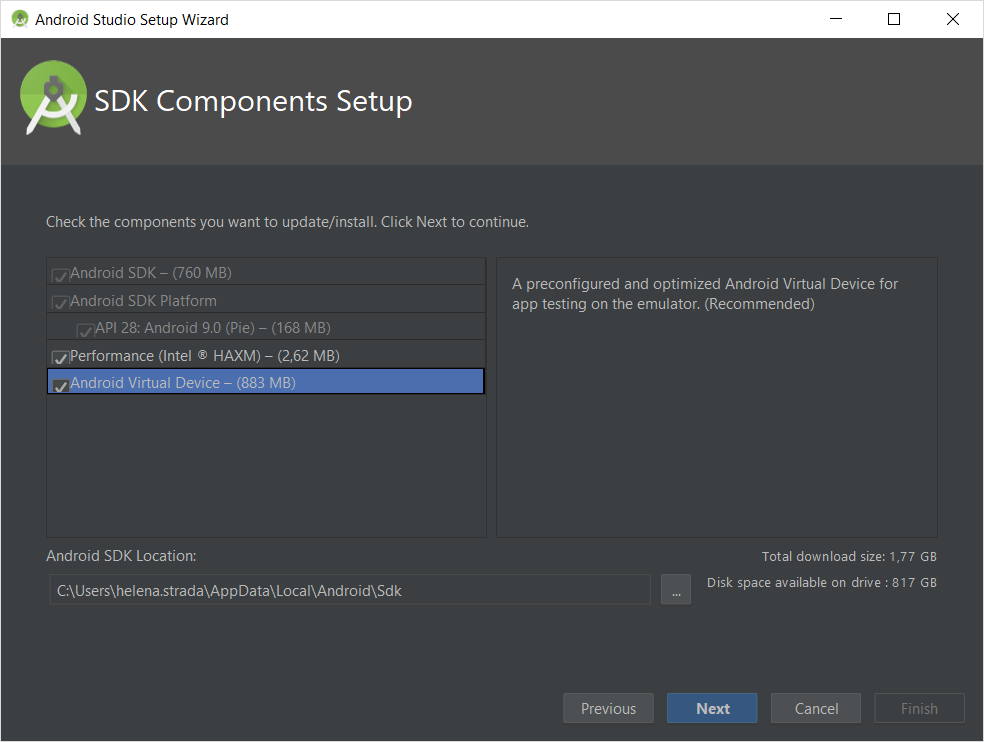 Android Studio Setup Wizard
SDK Components Setup
Check the components you want to update/install. Click Next to continue.
Android SDK – (760 MB)
Android SDK Platform
API 28: Android 9.0 (Pie) – (168 MB)
Performance (Intel ® HAXM) – (2,62 MB)
Android Virtual Device – (883 MB)
A preconfigured and optimized Android Virtual Device for
app testing on the emulator. (Recommended)
Android SDK Location:
Total download size: 1,77 GB
C:\Users\helena.strada\AppData\Local\Android\Sdk
...
Disk space available on drive : 817 GB
Previous
Next
Cancel
Finish